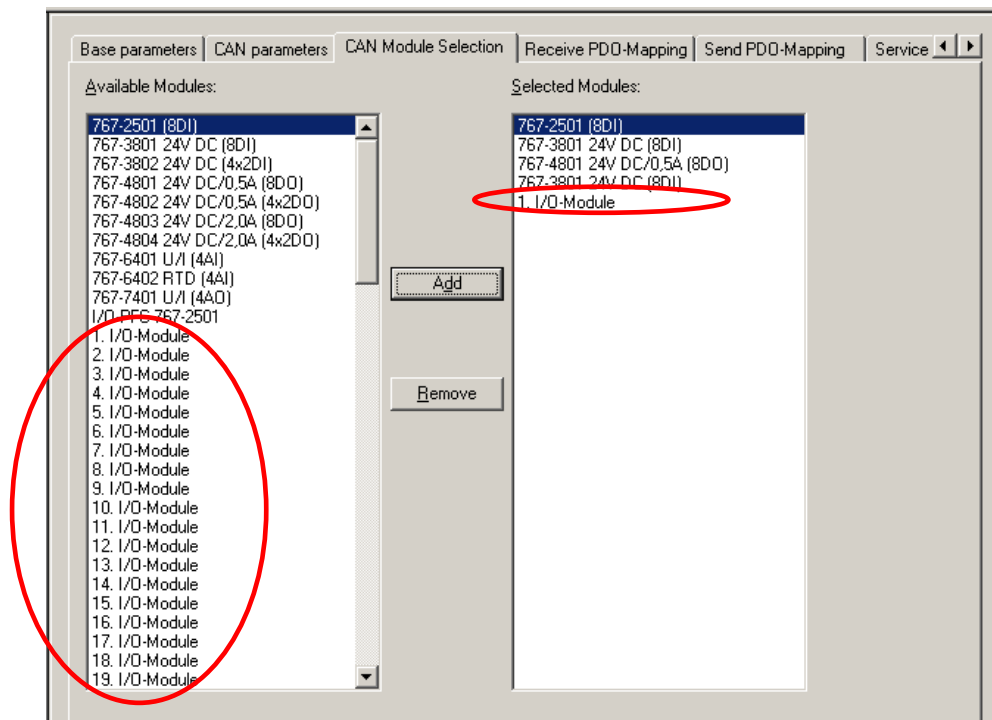 Base parameters
CAN parameters
CAN Module Selection
Receive PDO-Mapping
Send PDO-Mapping
Service
Available Modules:
767-2501 (8DI)
767-3801 24V DC (8DI)
767-3802 24V DC (4x2DI)
767-4801 24V DC/0,5A (8DO)
767-4802 24V DC/0,5A (4x2DO)
767-4803 24V DC/2,0A (8DO)
767-4804 24V DC/2,0A (4x2DO)
767-6401 U/I (4AI)
767-6402 RTD (4AI)
767-7401 U/I (4AO)
I/O-PFC 767-2501
1. I/O-Module
2. I/O-Module
3. I/O-Module
4. I/O-Module
5. I/O-Module
6. I/O-Module
7. I/O-Module
8. I/O-Module
9. I/O-Module
10. I/O-Module
11. I/O-Module
12. I/O-Module
13. I/O-Module
14. I/O-Module
15. I/O-Module
16. I/O-Module
17. I/O-Module
18. I/O-Module
19. I/O-Module
Add
Remove
Selected Modules:
767-2501 (8DI)
767-3801 24V DC (8DI)
767-4801 24V DC/0,5A (8DO)
767-3801 24V DC (8DI)
1. I/O-Module